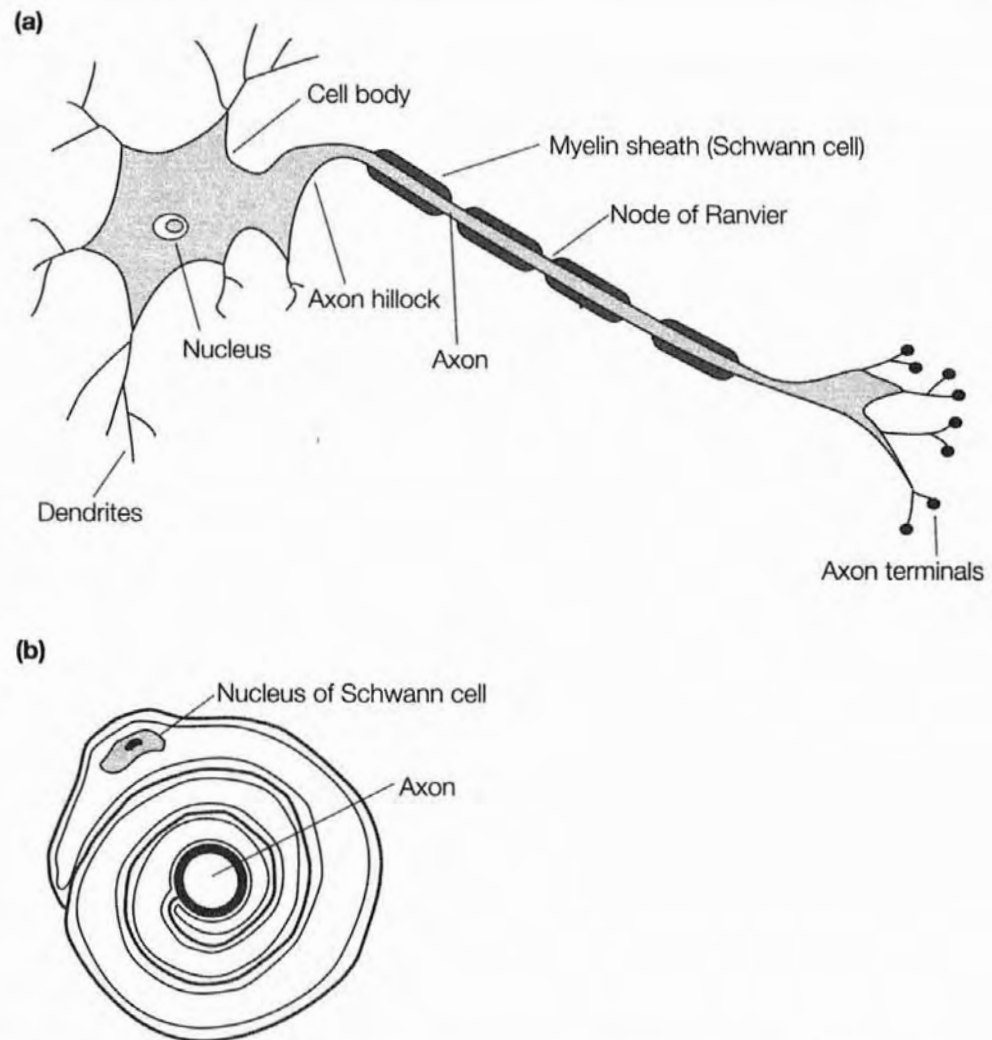 (a)
Cell body
Myelin sheath (Schwann cell)
Node of Ranvier
Axon hillock
Nucleus
Axon
Dendrites
Axon terminals
(b)
Nucleus of Schwann cell
Axon